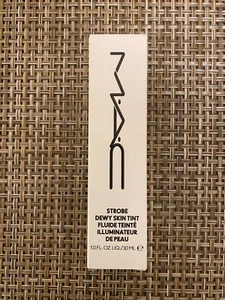 M·A·C
STROBE
DEWY SKIN TINT
FLUIDE TEINTÉ
ILLUMINATEUR
DE PEAU
1.0 FL. OZ. LIQ./30 ML ℮